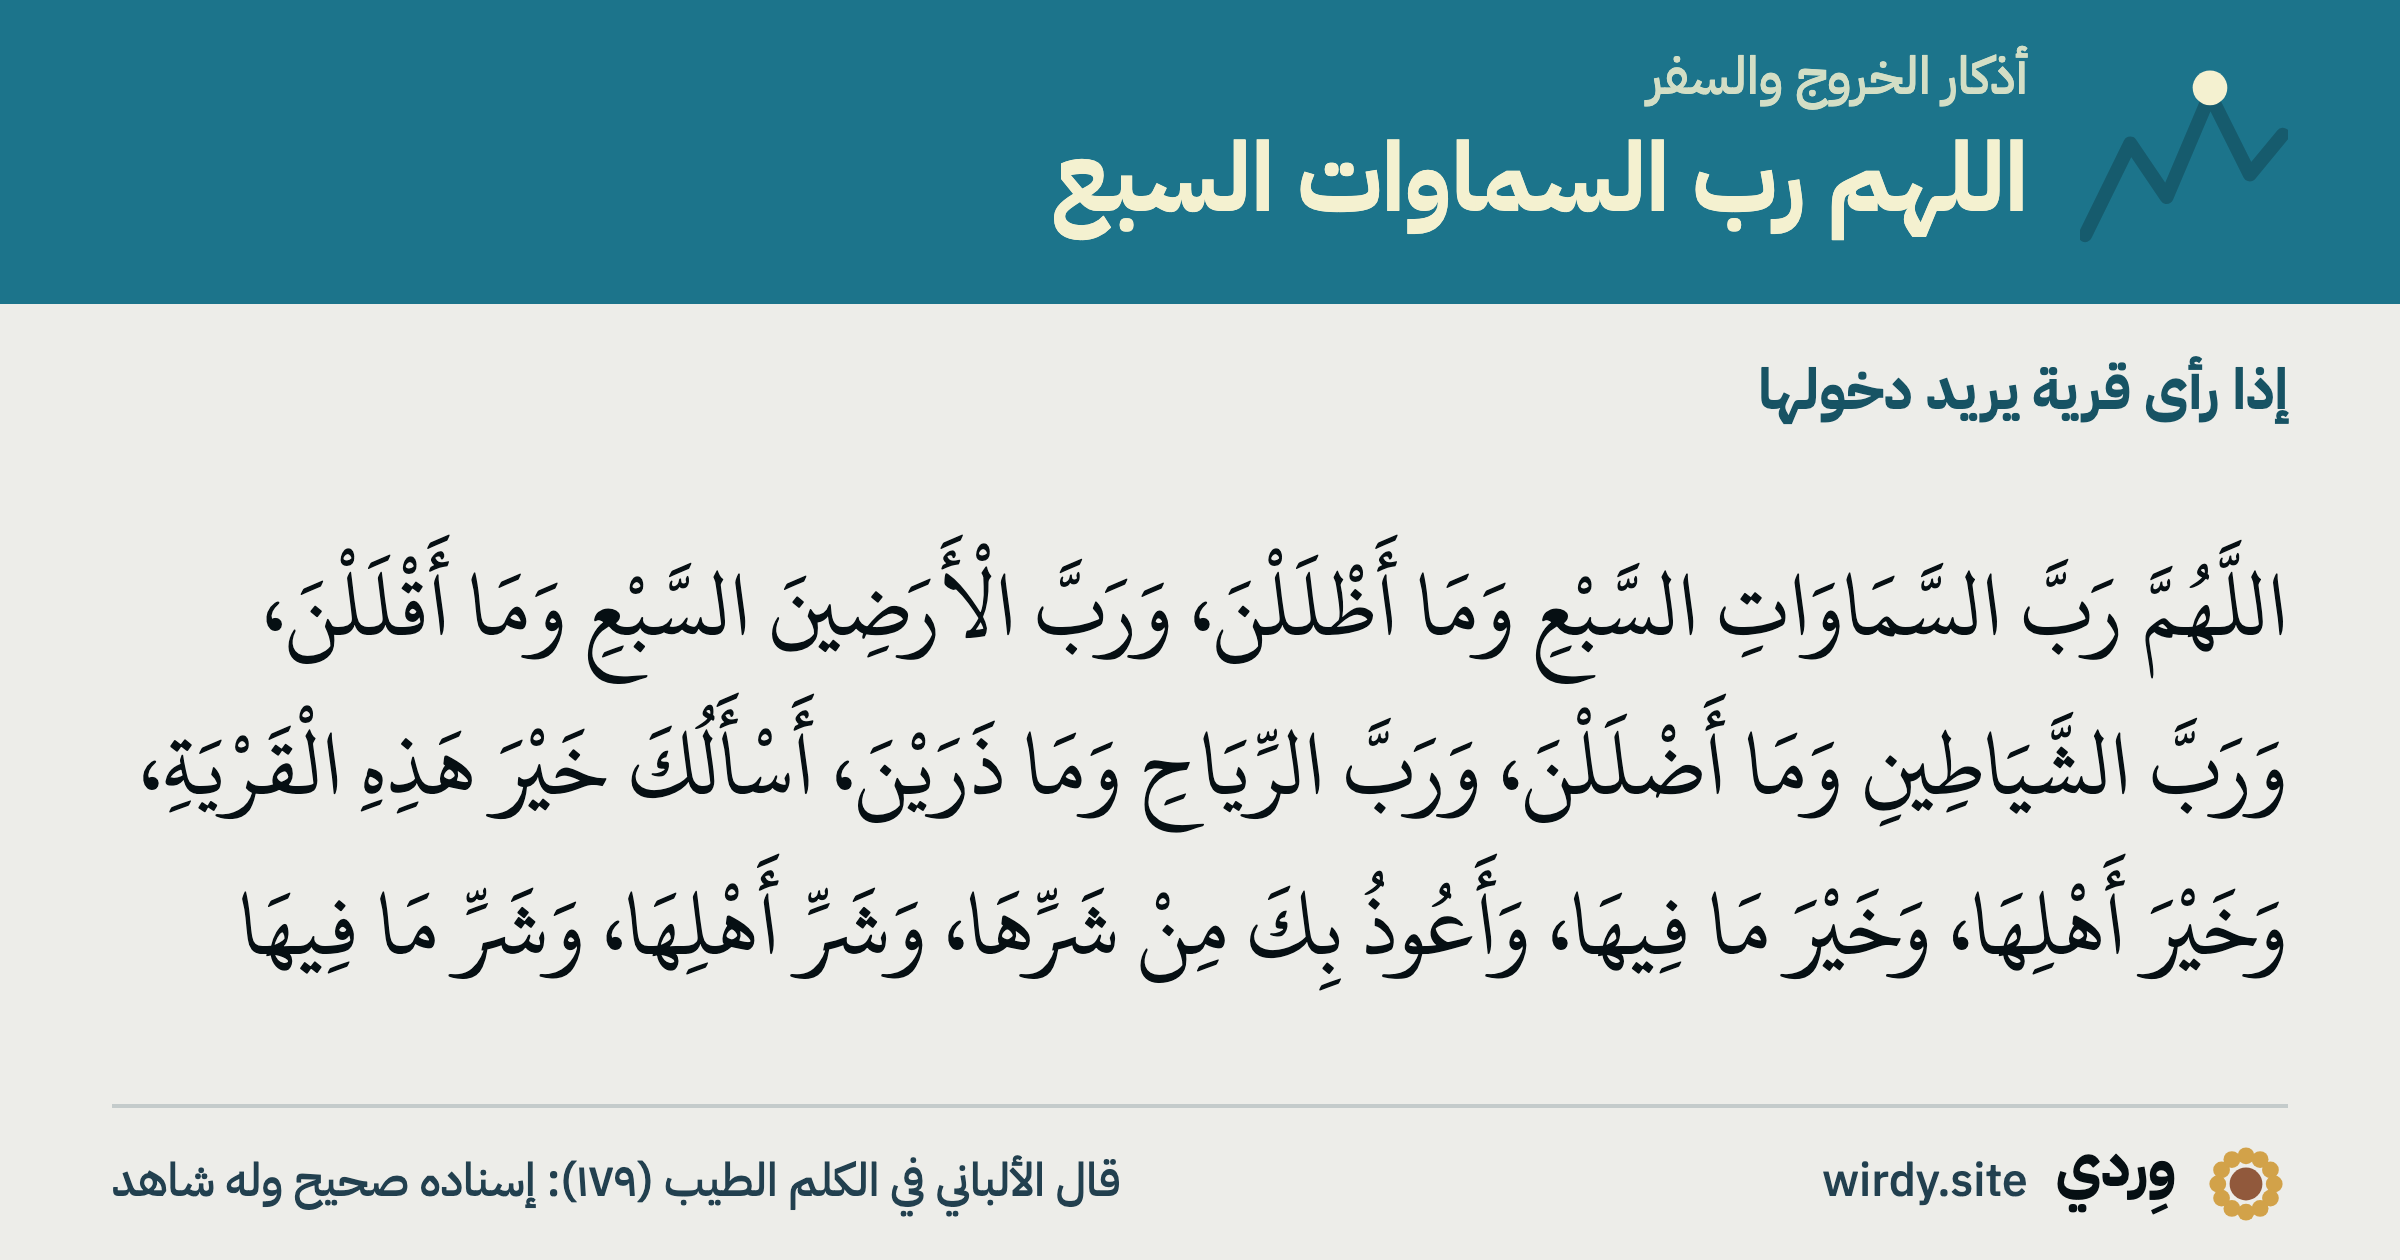 أذكار الخروج والسفر
اللهم رب السماوات السبع
إذا رأى قرية يريد دخولها
اللَّهُمَّ رَبَّ السَّمَاوَاتِ السَّبْعِ وَمَا أَظْلَلْنَ، وَرَبَّ الْأَرَضِينَ السَّبْعِ وَمَا أَقْلَلْنَ،
وَرَبَّ الشَّيَاطِينِ وَمَا أَضْلَلْنَ، وَرَبَّ الرِّيَاحِ وَمَا ذَرَيْنَ، أَسْأَلُكَ خَيْرَ هَذِهِ الْقَرْيَةِ،
وَخَيْرَ أَهْلِهَا، وَخَيْرَ مَا فِيهَا، وَأَعُوذُ بِكَ مِنْ شَرِّهَا، وَشَرِّ أَهْلِهَا، وَشَرِّ مَا فِيهَا
وِردي wirdy.site
قال الألباني في الكلم الطيب (١٧٩): إسناده صحيح وله شاهد